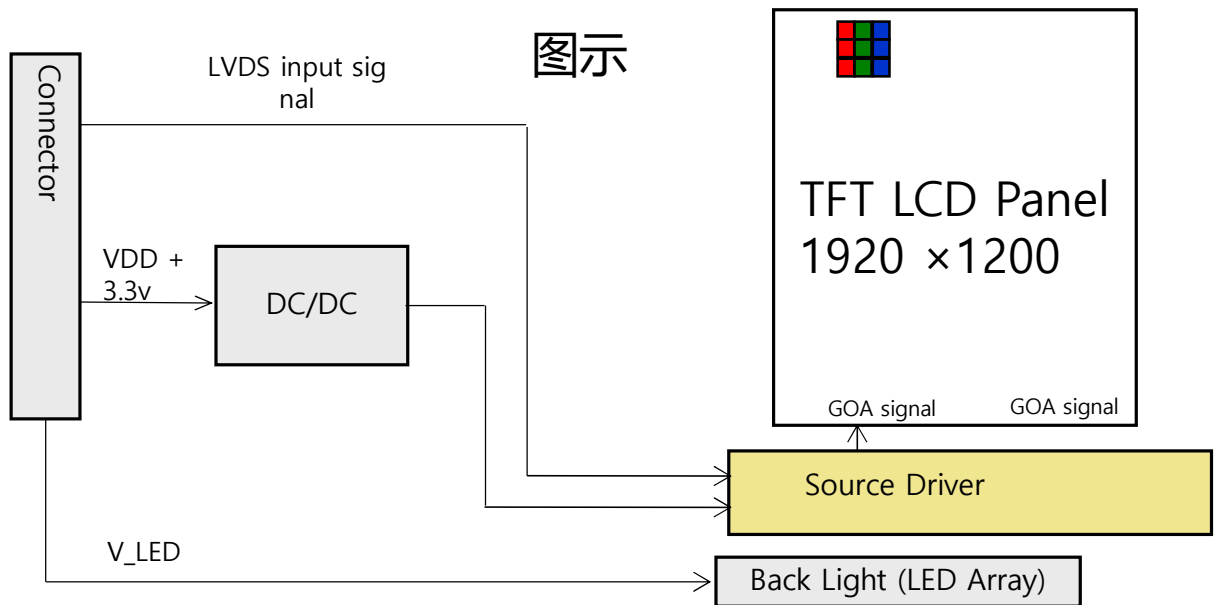 图示
LVDS input sig
nal
Connector
TFT LCD Panel
1920 ×1200
VDD +
3.3v
DC/DC
GOA signal
GOA signal
Source Driver
V_LED
Back Light (LED Array)